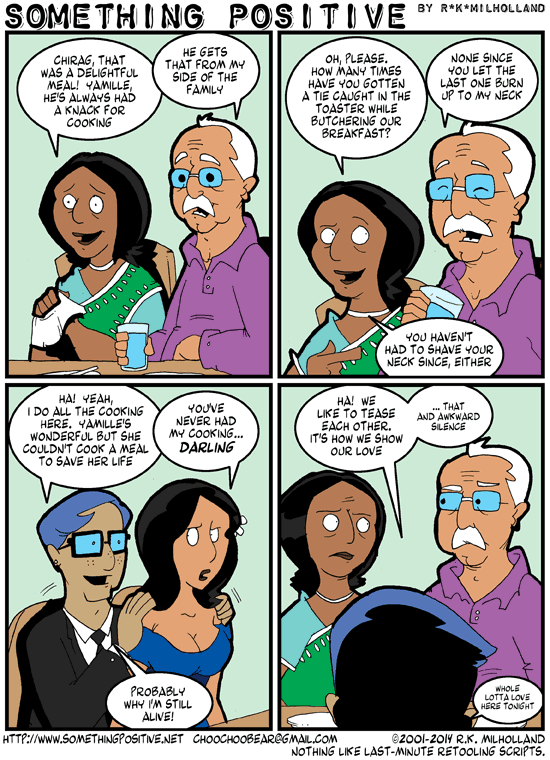 SOMETHING POSITIVE BY R*K*MILHOLLAND
CHIRAG, THAT
WAS A DELIGHTFUL
MEAL! YAMILLE,
HE'S ALWAYS HAD
A KNACK FOR
COOKING
HE GETS
THAT FROM MY
SIDE OF THE
FAMILY
OH, PLEASE.
HOW MANY TIMES
HAVE YOU GOTTEN
A TIE CAUGHT IN THE
TOASTER WHILE
BUTCHERING OUR
BREAKFAST?
NONE SINCE
YOU LET THE
LAST ONE BURN
UP TO MY NECK
YOU HAVEN'T
HAD TO SHAVE YOUR
NECK SINCE, EITHER
HA! YEAH,
I DO ALL THE COOKING
HERE. YAMILLE'S
WONDERFUL BUT SHE
COULDN'T COOK A MEAL
TO SAVE HER LIFE
YOU'VE
NEVER HAD
MY COOKING...
DARLING
PROBABLY
WHY I'M STILL
ALIVE!
HA! WE
LIKE TO TEASE
EACH OTHER.
IT'S HOW WE SHOW
OUR LOVE
... THAT
AND AWKWARD
SILENCE
WHOLE
LOTTA LOVE
HERE TONIGHT
HTTP://WWW.SOMETHINGPOSITIVE.NET CHOOCHOOBEAR@GMAIL.COM ©2001-2014 R.K. MILHOLLAND
NOTHING LIKE LAST-MINUTE RETOOLING SCRIPTS.